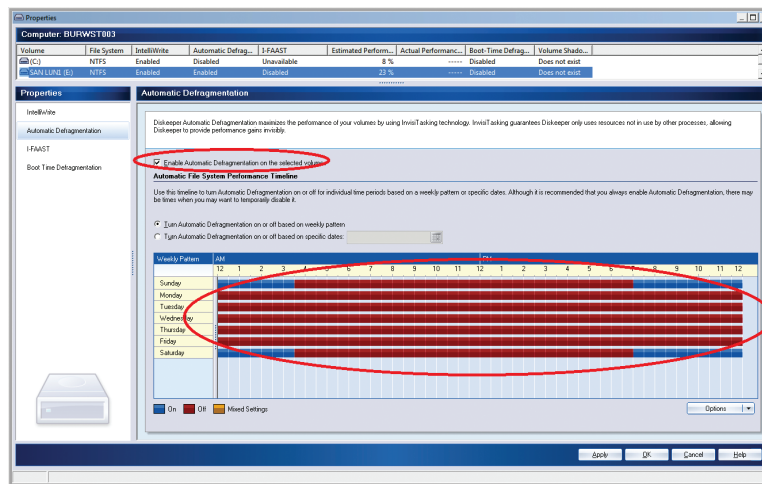 Properties
Computer: BURWST003
Volume File System IntelliWrite Automatic Defrag... I-FAAST Estimated Perform... Actual Performanc... Boot-Time Defrag... Volume Shado...
(C:) NTFS Enabled Disabled Unavailable 8 % ----- Disabled Does not exist
SAN LUN1 (E:) NTFS Enabled Enabled Disabled 23 % ----- Disabled Does not exist
Properties
Automatic Defragmentation
IntelliWrite
Automatic Defragmentation
I-FAAST
Boot Time Defragmentation
Diskeeper Automatic Defragmentation maximizes the performance of your volumes by using InvisiTasking technology. InvisiTasking guarantees Diskeeper only uses resources not in use by other processes, allowing
Diskeeper to provide performance gains invisibly.
Enable Automatic Defragmentation on the selected volumes
Automatic File System Performance Timeline
Use this timeline to turn Automatic Defragmentation on or off for individual time periods based on a weekly pattern or specific dates. Although it is recommended that you always enable Automatic Defragmentation, there may
be times when you may want to temporarily disable it.
Turn Automatic Defragmentation on or off based on weekly pattern
Turn Automatic Defragmentation on or off based on specific dates:
Weekly Pattern AM PM
12 1 2 3 4 5 6 7 8 9 10 11 12 1 2 3 4 5 6 7 8 9 10 11 12
Sunday
Monday
Tuesday
Wednesday
Thursday
Friday
Saturday
On Off Mixed Settings
Options
Apply OK Cancel Help